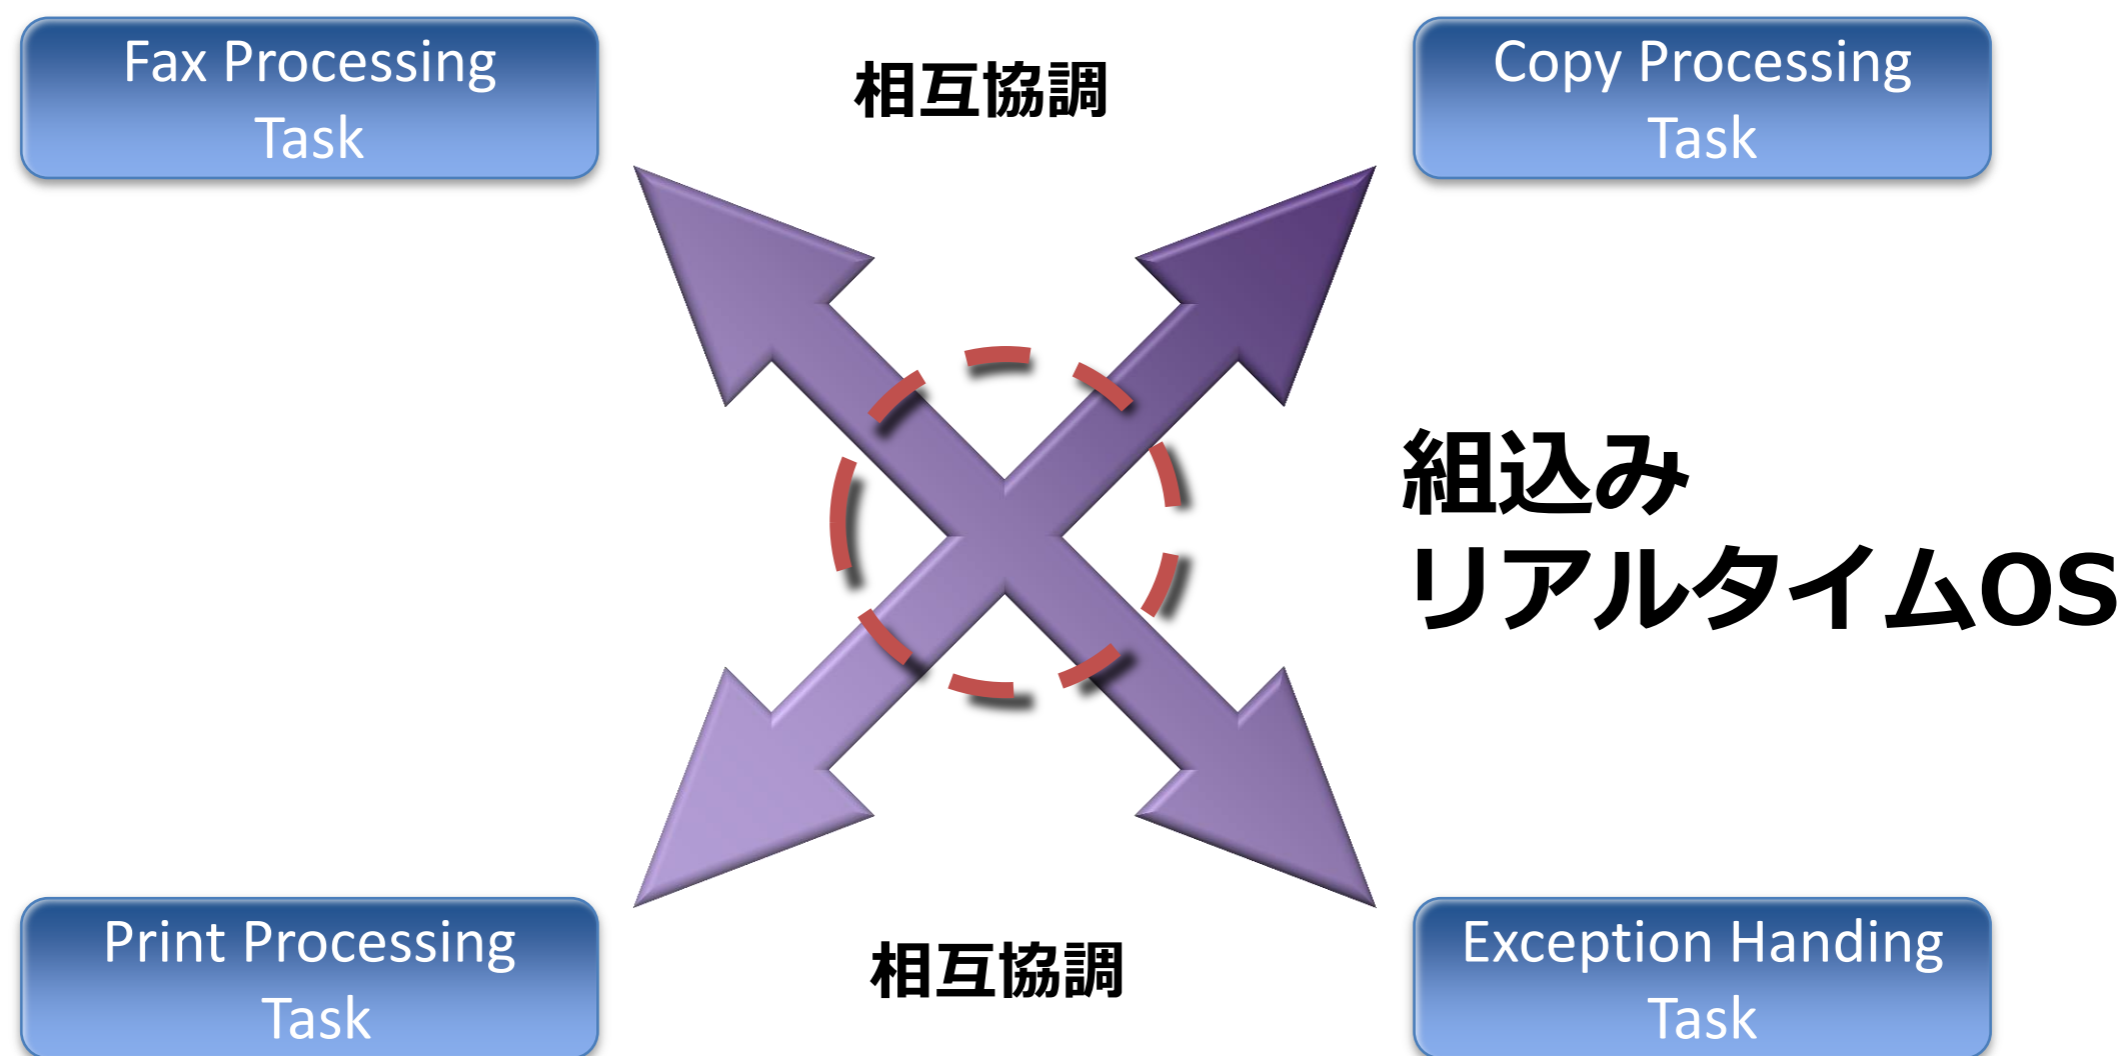 Fax Processing
Task
相互協調
Copy Processing
Task
組込み
リアルタイムOS
Print Processing
Task
相互協調
Exception Handing
Task